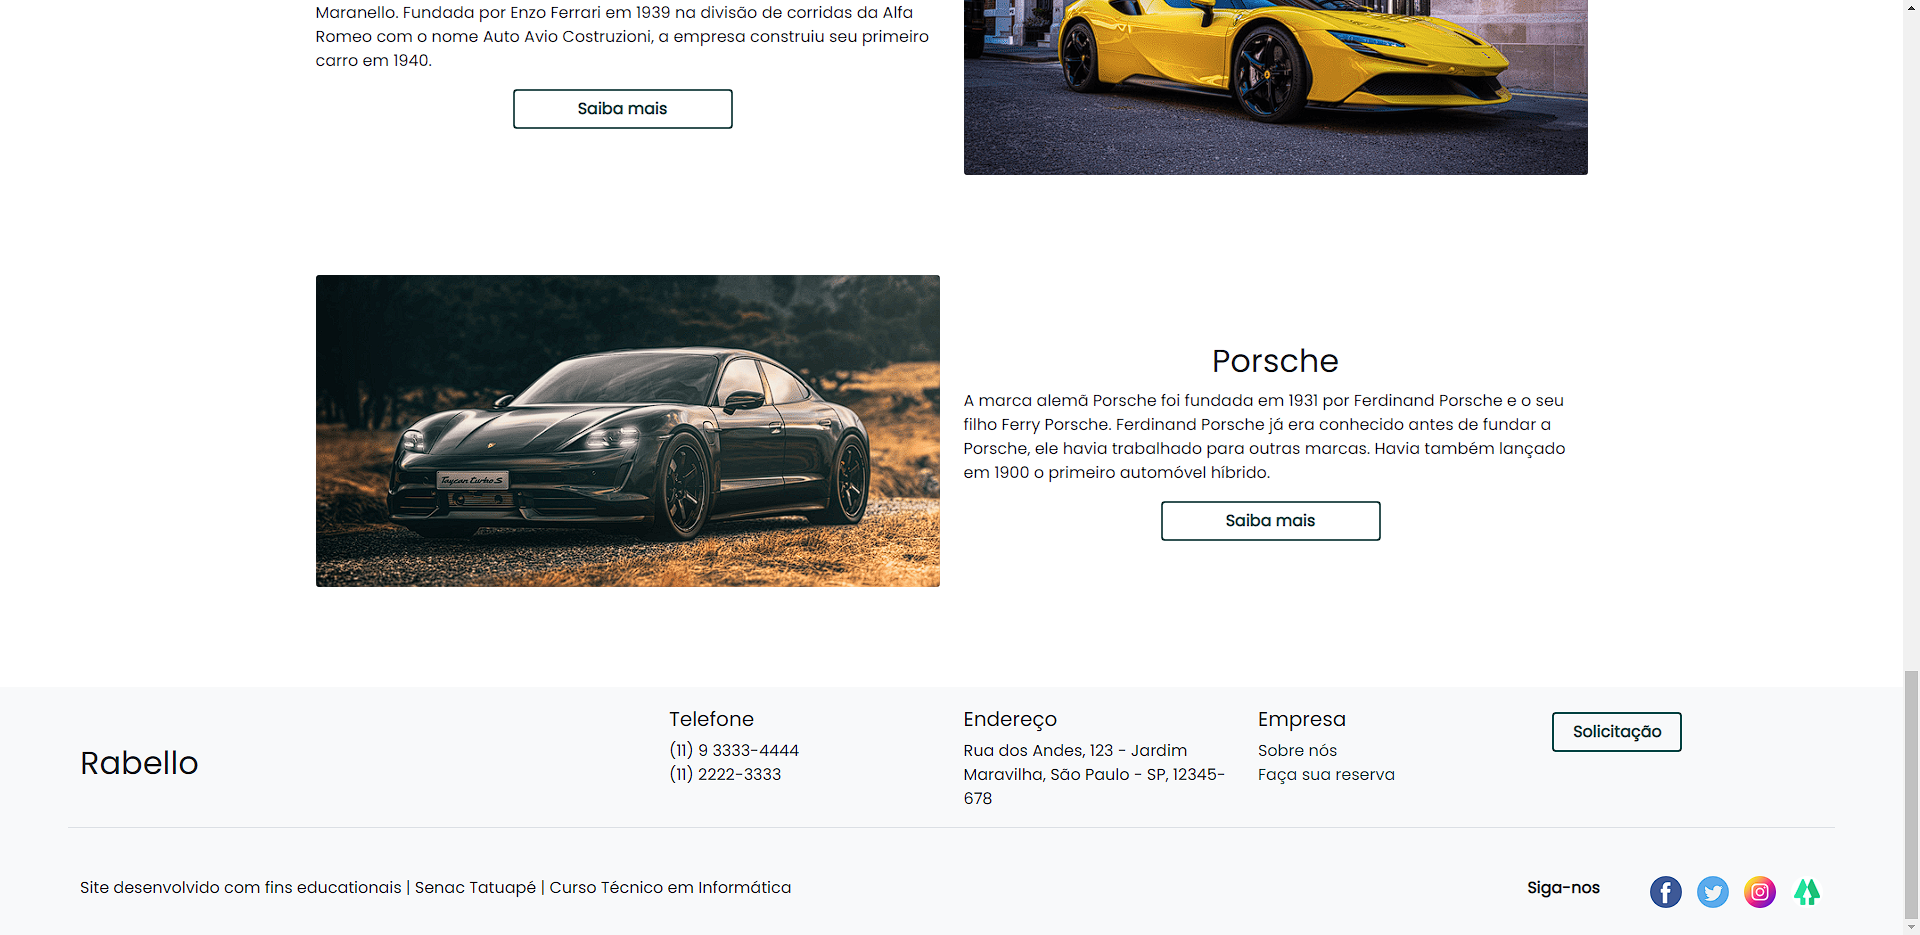 Maranello. Fundada por Enzo Ferrari em 1939 na divisão de corridas da Alfa
Romeo com o nome Auto Avio Costruzioni, a empresa construiu seu primeiro
carro em 1940.
Saiba mais
Taycan Turbo S
Porsche
A marca alemã Porsche foi fundada em 1931 por Ferdinand Porsche e o seu
filho Ferry Porsche. Ferdinand Porsche já era conhecido antes de fundar a
Porsche, ele havia trabalhado para outras marcas. Havia também lançado
em 1900 o primeiro automóvel híbrido.
Saiba mais
Rabello
Telefone
(11) 9 3333-4444
(11) 2222-3333
Endereço
Rua dos Andes, 123 - Jardim
Maravilha, São Paulo - SP, 12345-
678
Empresa
Sobre nós
Faça sua reserva
Solicitação
Site desenvolvido com fins educationais | Senac Tatuapé | Curso Técnico em Informática
Siga-nos